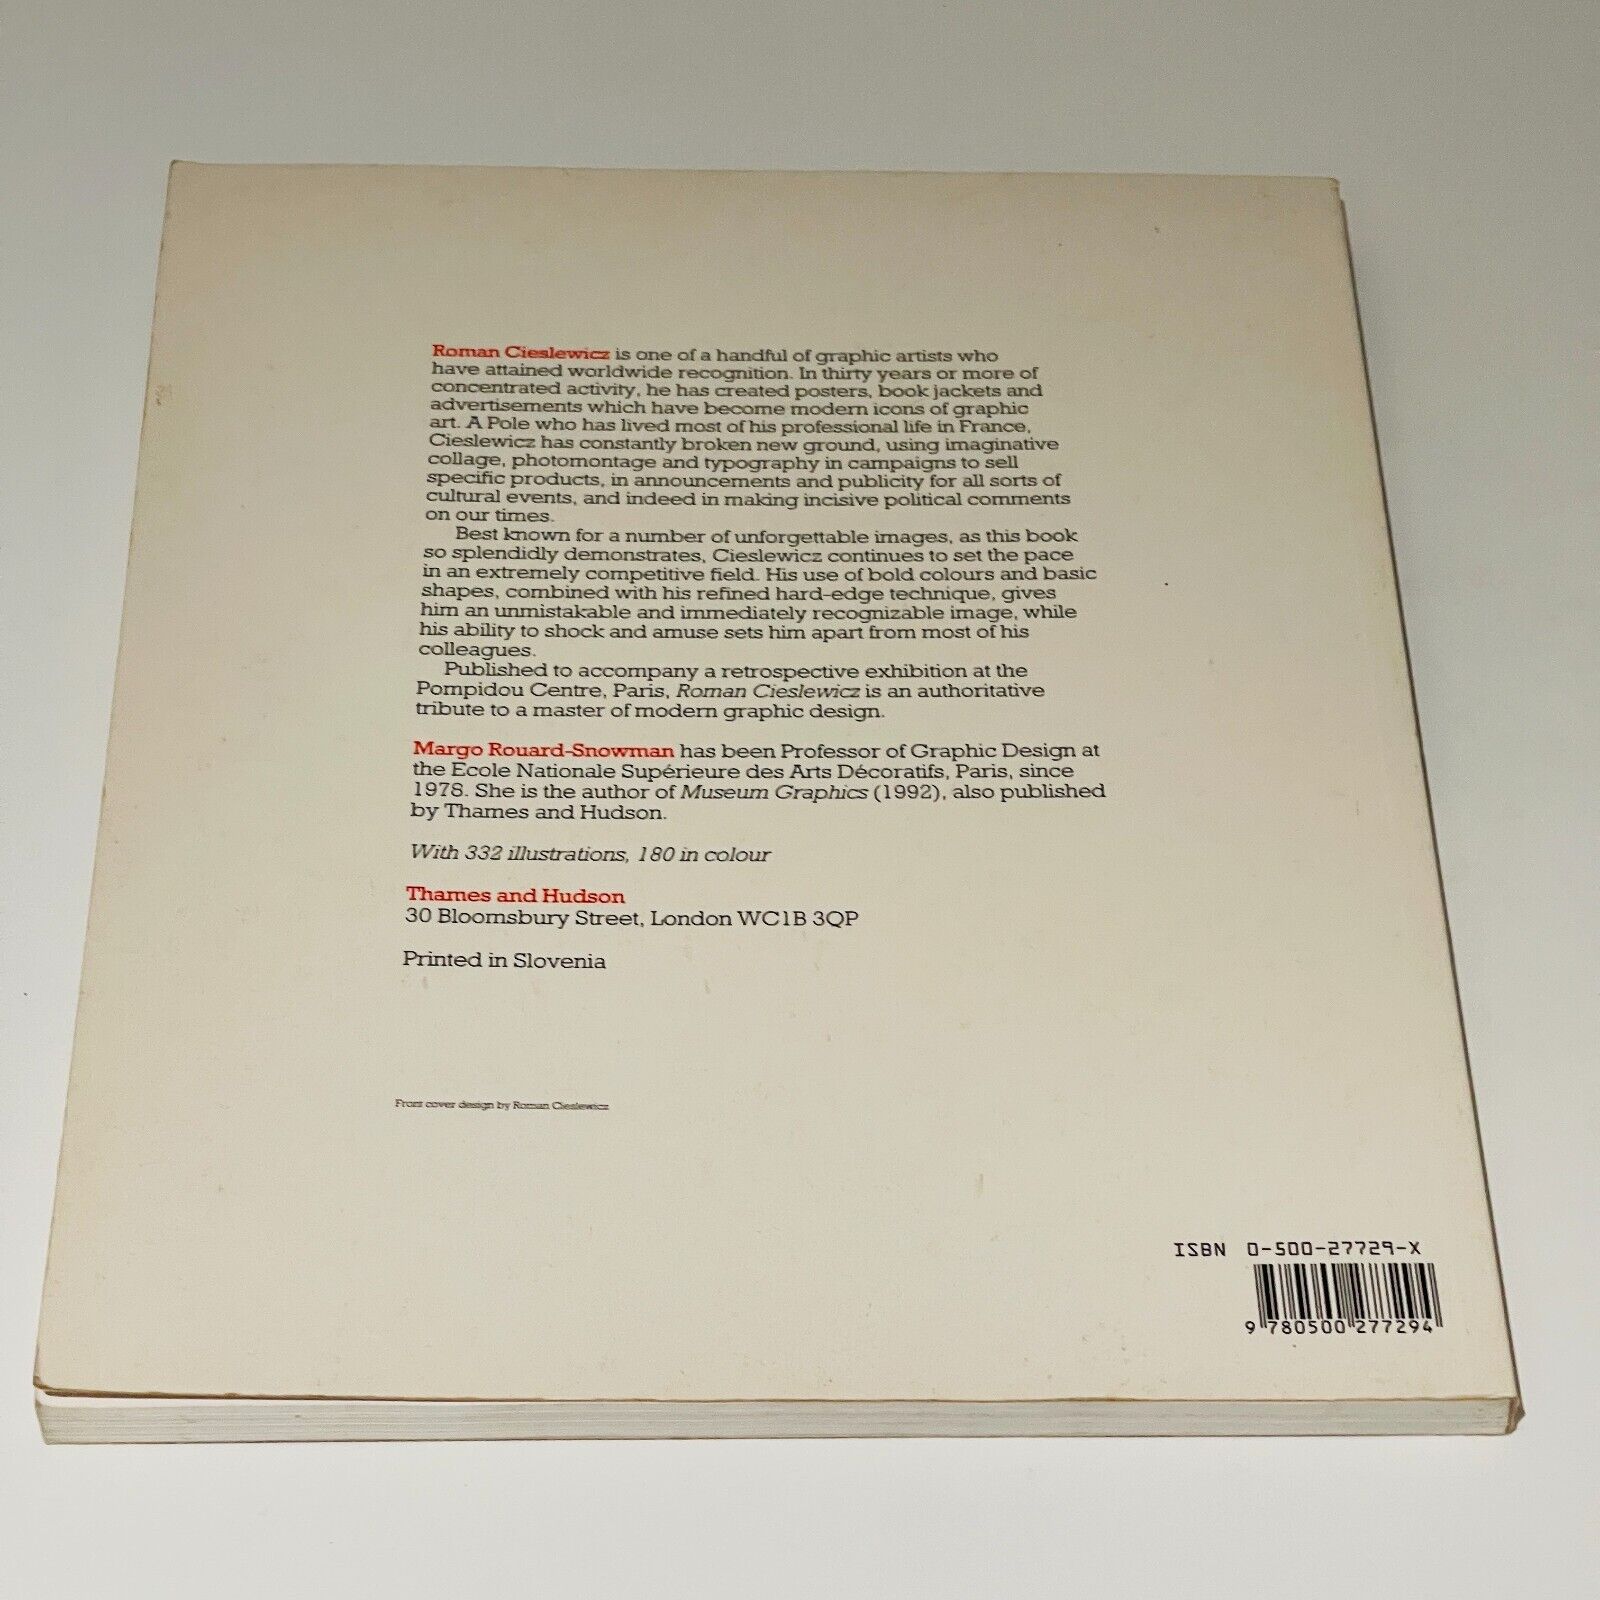 Roman Cieslewicz is one of a handful of graphic artists who
have attained worldwide recognition. In thirty years or more of
concentrated activity, he has created posters, book jackets and
advertisements which have become modern icons of graphic
art. A Pole who has lived most of his professional life in France,
Cieslewicz has constantly broken new ground, using imaginative
collage, photomontage and typography in campaigns to sell
specific products, in announcements and publicity for all sorts of
cultural events, and indeed in making incisive political comments
on our times.
Best known for a number of unforgettable images, as this book
so splendidly demonstrates, Cieslewicz continues to set the pace
in an extremely competitive field. His use of bold colours and basic
shapes, combined with his refined hard-edge technique, gives
him an unmistakable and immediately recognizable image, while
his ability to shock and amuse sets him apart from most of his
colleagues.
Published to accompany a retrospective exhibition at the
Pompidou Centre, Paris, Roman Cieslewicz is an authoritative
tribute to a master of modern graphic design.
Margo Rouard-Snowman has been Professor of Graphic Design at
the Ecole Nationale Supérieure des Arts Décoratifs, Paris, since
1978. She is the author of Museum Graphics (1992), also published
by Thames and Hudson.
With 332 illustrations, 180 in colour
Thames and Hudson
30 Bloomsbury Street, London WC1B 3QP
Printed in Slovenia
Front cover design by Roman Cieslewicz
ISBN 0-500-27729-X
9 780500 277294